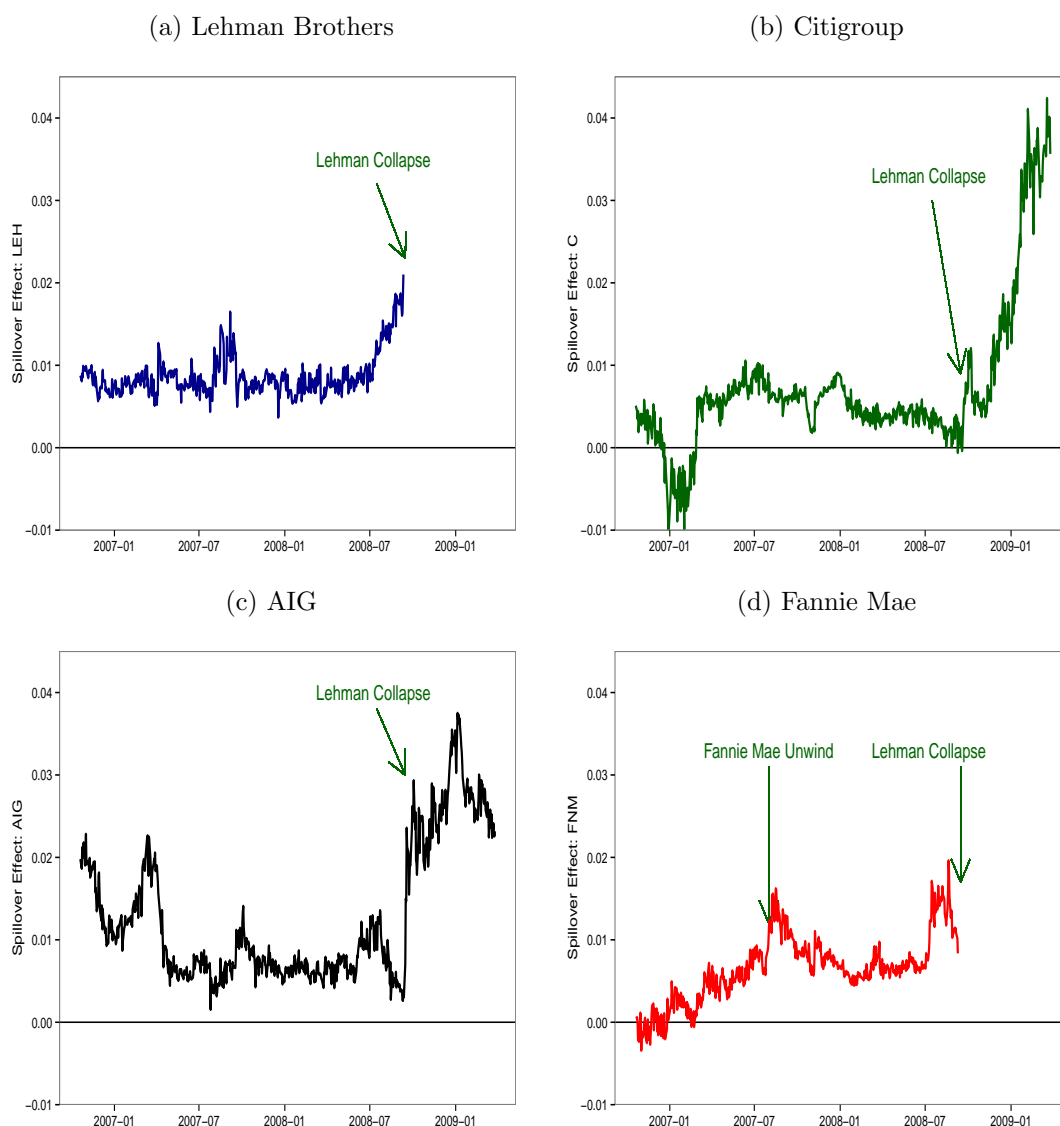 (a) Lehman Brothers
Spillover Effect: LEH
0.04
0.03
0.02
0.01
0.00
−0.01
Lehman Collapse
2007−01 2007−07 2008−01 2008−07 2009−01
(b) Citigroup
Spillover Effect: C
0.04
0.03
0.02
0.01
0.00
−0.01
Lehman Collapse
2007−01 2007−07 2008−01 2008−07 2009−01
(c) AIG
Spillover Effect: AIG
0.04
0.03
0.02
0.01
0.00
−0.01
Lehman Collapse
2007−01 2007−07 2008−01 2008−07 2009−01
(d) Fannie Mae
Spillover Effect: FNM
0.04
0.03
0.02
0.01
0.00
−0.01
Fannie Mae Unwind Lehman Collapse
2007−01 2007−07 2008−01 2008−07 2009−01